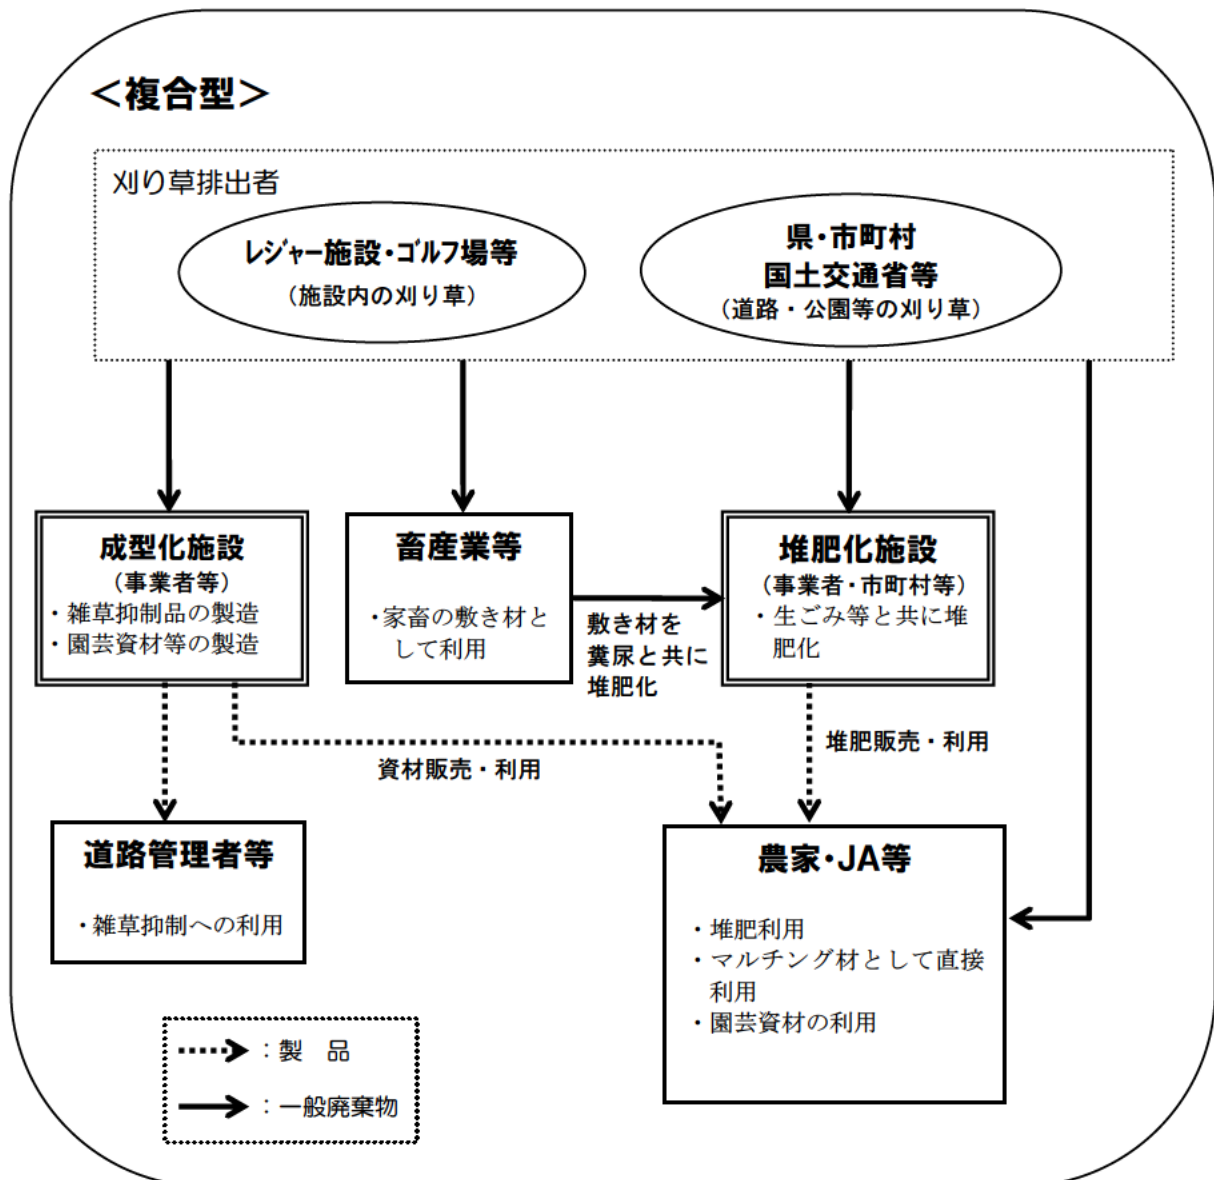 ＜複合型＞
刈り草排出者
ﾚｼﾞｬｰ施設・ｺﾞﾙﾌ場等
（施設内の刈り草）
県・市町村
国土交通省等
（道路・公園等の刈り草）
成型化施設
（事業者等）
・雑草抑制品の製造
・園芸資材等の製造
畜産業等
・家畜の敷き材と
して利用
敷き材を
糞尿と共に
堆肥化
堆肥化施設
（事業者・市町村等）
・生ごみ等と共に堆
肥化
資材販売・利用
堆肥販売・利用
道路管理者等
・雑草抑制への利用
農家・JA等
・堆肥利用
・マルチング材として直接
利用
・園芸資材の利用
：製　品
：一般廃棄物